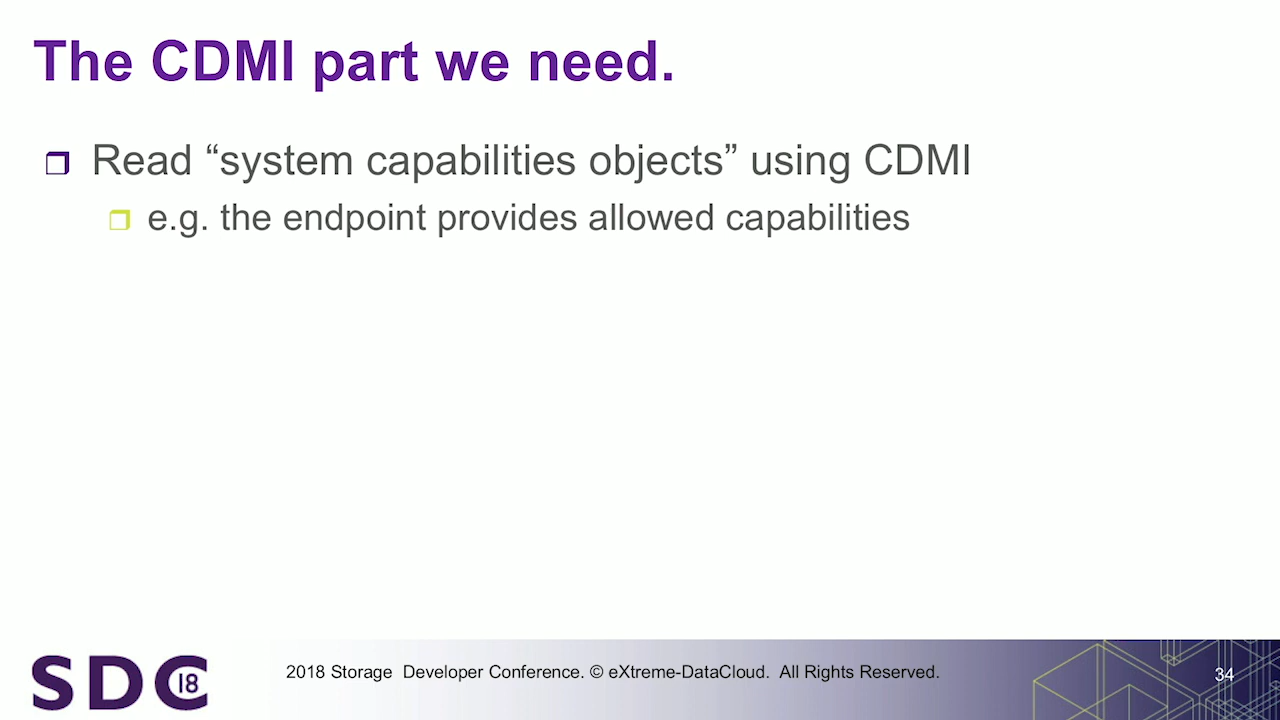 The CDMI part we need.
Read “system capabilities objects” using CDMI
e.g. the endpoint provides allowed capabilities
SDC 18
2018 Storage  Developer Conference. © eXtreme-DataCloud.  All Rights Reserved.
34